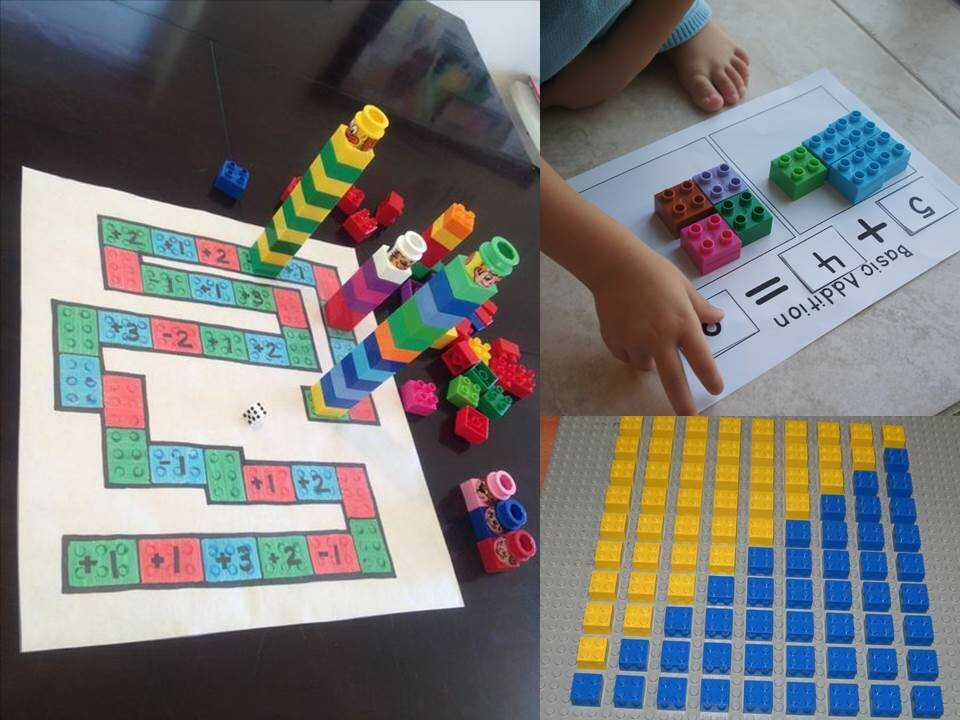 +2 +1 +2 +1
+1 +3
+3 -2 +1 +2
-1
+1 +2
+1 +1 +3 +2 -1
Basic Addition
5 + 4 =